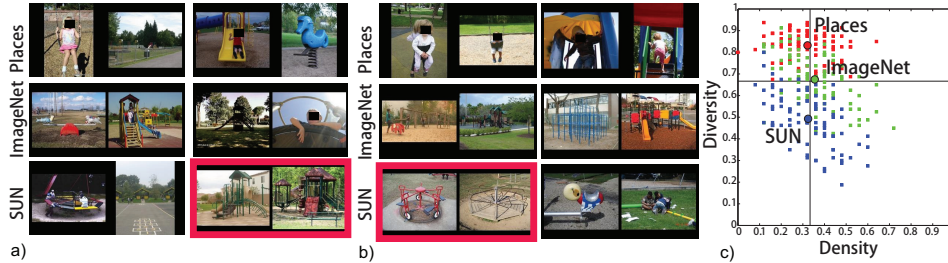 Places
ImageNet
SUN
a)
Places
ImageNet
SUN
b)
Diversity
1
0.9
0.8
0.7
0.6
0.5
0.4
0.3
0.2
0.1
0
Places
ImageNet
SUN
0 0.1 0.2 0.3 0.4 0.5 0.6 0.7 0.8 0.9
Density
c)